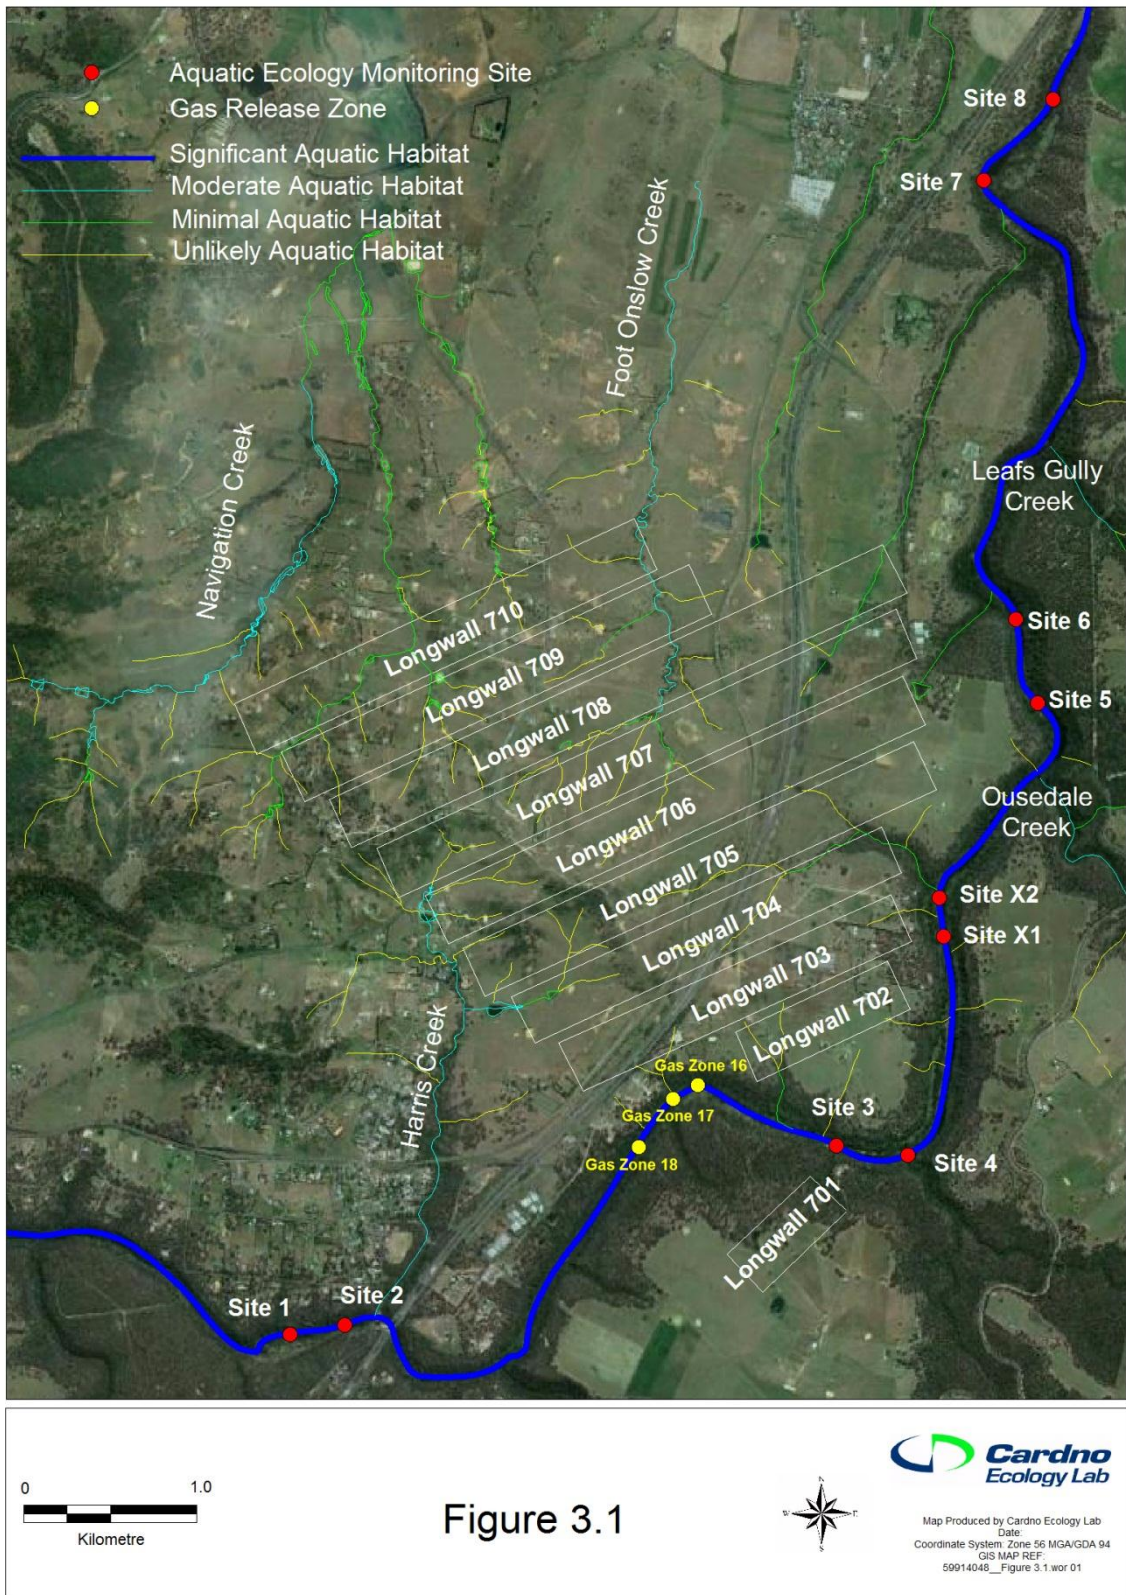 Aquatic Ecology Monitoring Site
Gas Release Zone
Significant Aquatic Habitat
Moderate Aquatic Habitat
Minimal Aquatic Habitat
Unlikely Aquatic Habitat
Site 8
Site 7
Foot Onslow Creek
Navigation Creek
Leafs Gully
Creek
Site 6
Longwall 710
Longwall 709
Site 5
Longwall 708
Longwall 707
Ousedale
Creek
Longwall 706
Longwall 705
Site X2
Longwall 704
Site X1
Longwall 703
Longwall 702
Harris Creek
Gas Zone 16
Gas Zone 17
Site 3
Gas Zone 18
Site 4
Longwall 701
Site 1
Site 2
0
1.0
Kilometre
Figure 3.1
N
W
E
S
Cardno
Ecology Lab
Map Produced by Cardno Ecology Lab
Date:
Coordinate System: Zone 56 MGA/GDA 94
GIS MAP REF:
59914048__Figure 3.1.wor 01